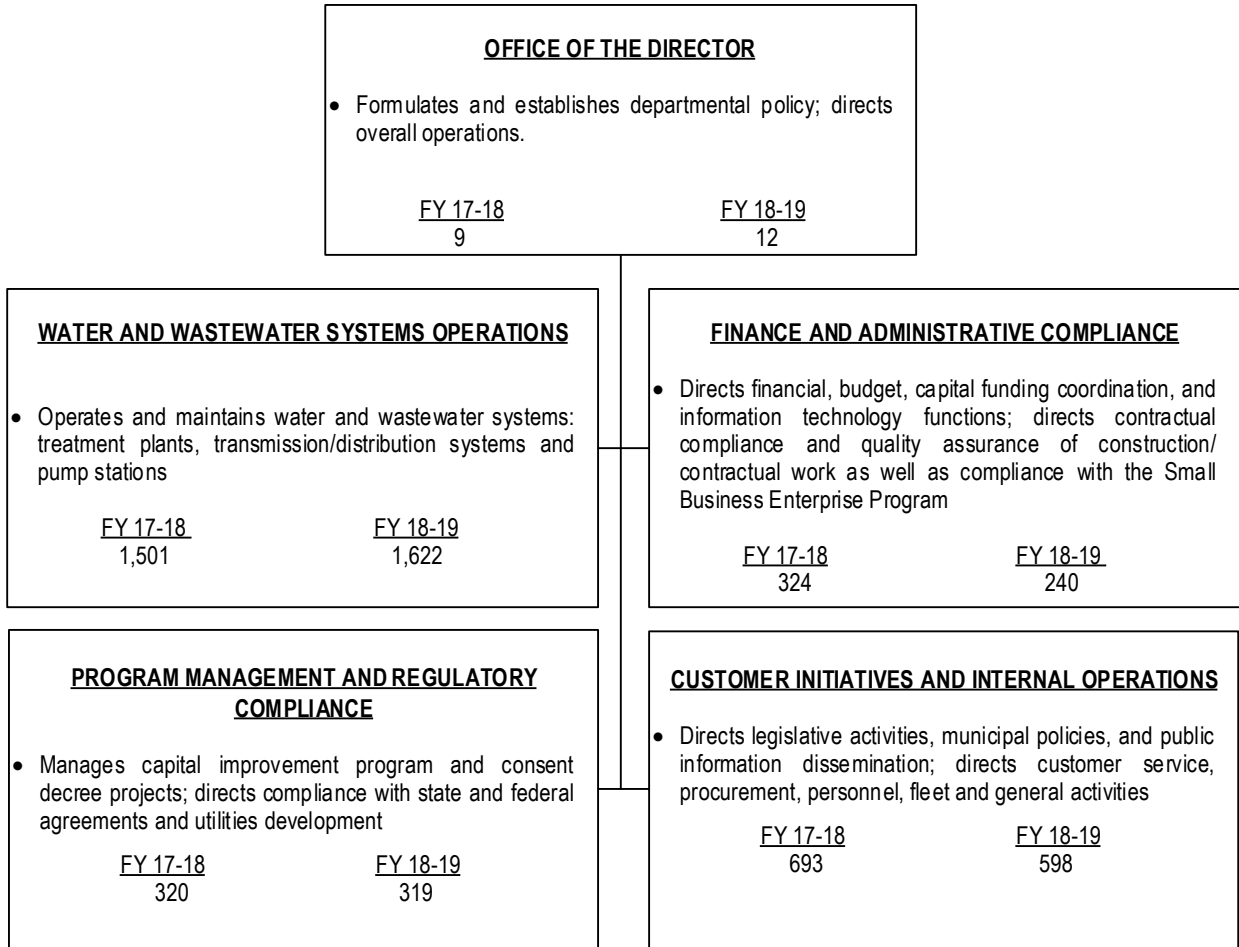 OFFICE OF THE DIRECTOR
• Formulates and establishes departmental policy; directs
overall operations.
FY 17-18 FY 18-19
9 12
WATER AND WASTEWATER SYSTEMS OPERATIONS
• Operates and maintains water and wastewater systems:
treatment plants, transmission/distribution systems and
pump stations
FY 17-18 FY 18-19
1,501 1,622
FINANCE AND ADMINISTRATIVE COMPLIANCE
• Directs financial, budget, capital funding coordination, and
information technology functions; directs contractual
compliance and quality assurance of construction/
contractual work as well as compliance with the Small
Business Enterprise Program
FY 17-18 FY 18-19
324 240
PROGRAM MANAGEMENT AND REGULATORY
COMPLIANCE
• Manages capital improvement program and consent
decree projects; directs compliance with state and federal
agreements and utilities development
FY 17-18 FY 18-19
320 319
CUSTOMER INITIATIVES AND INTERNAL OPERATIONS
• Directs legislative activities, municipal policies, and public
information dissemination; directs customer service,
procurement, personnel, fleet and general activities
FY 17-18 FY 18-19
693 598